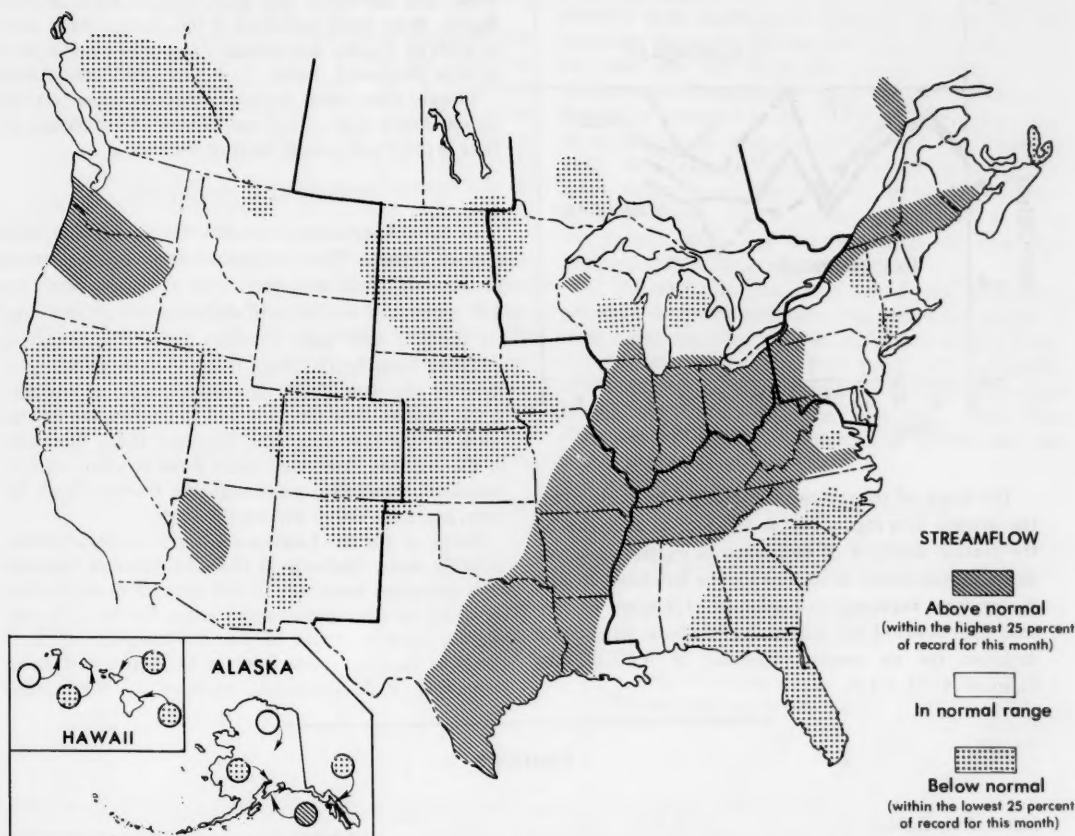 STREAMFLOW
Above normal
(within the highest 25 percent
of record for this month)
In normal range
Below normal
(within the lowest 25 percent
of record for this month)
ALASKA
HAWAII